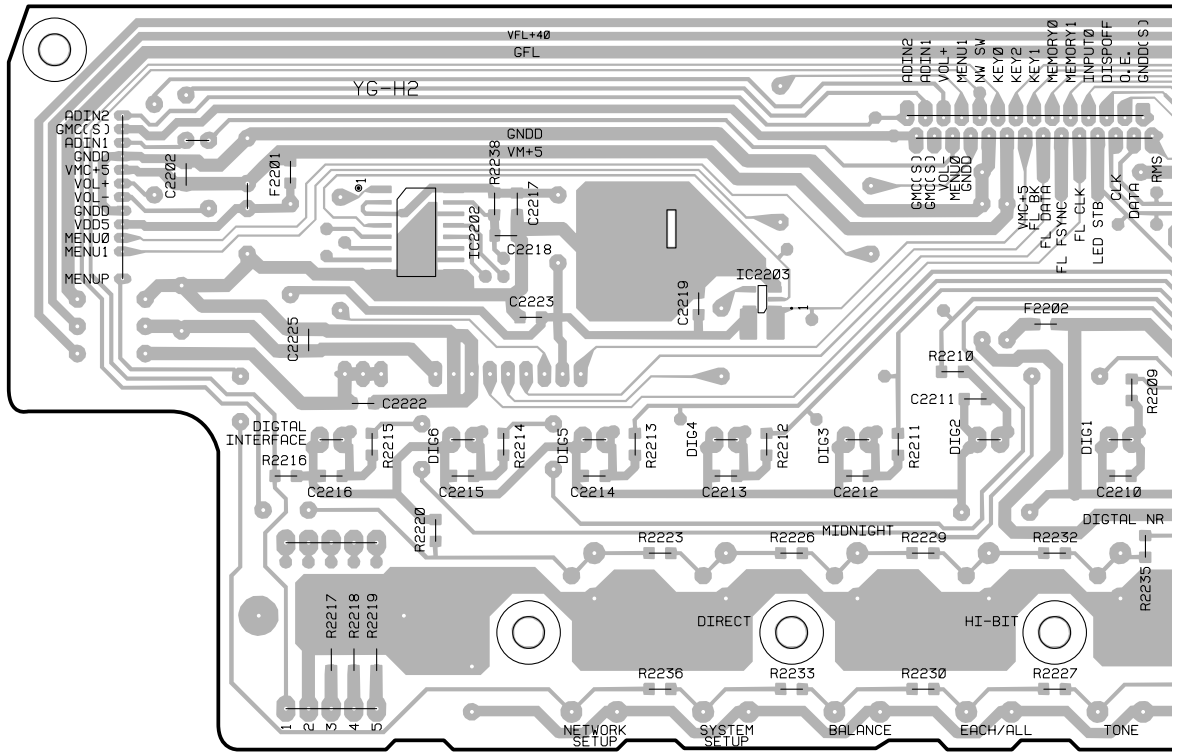 VFL+40
GFL
YG-H2
GNDD
VM+5
ADIN2
GMC(S)
ADIN1
GNDD
VMC+5
VOL+
VOL-
GNDD
VDD5
MENU0
MENU1
MENUP
ADIN2
ADIN1
VOL+
MENU1
NW SW
KEY0
KEY2
KEY1
MEMORY0
MEMORY1
INPUT0
DISPOFF
O.E.
GNDD(S)
GMC(S)
GMC(S)
VOL-
MENU0
GNDD
VMC+5
FL BK
FL DATA
FL FSYNC
FL CLK
LED STB
CLK
DATA
RMS
C2202
F2201
1
IC2202
R2238
C2217
C2218
C2223
C2219
IC2203
1
F2202
C2225
C2222
R2210
C2211
R2209
DIGTAL
INTERFACE
R2216
C2216
R2215
DIG6
C2215
R2214
DIG5
C2214
R2213
DIG4
C2213
R2212
DIG3
C2212
R2211
DIG2
DIG1
C2210
R2220
MIDNIGHT
DIGTAL NR
R2223
R2226
R2229
R2232
R2235
R2217
R2218
R2219
DIRECT
HI-BIT
R2236
R2233
R2230
R2227
1
2
3
4
5
NETWORK
SETUP
SYSTEM
SETUP
BALANCE
EACH/ALL
TONE